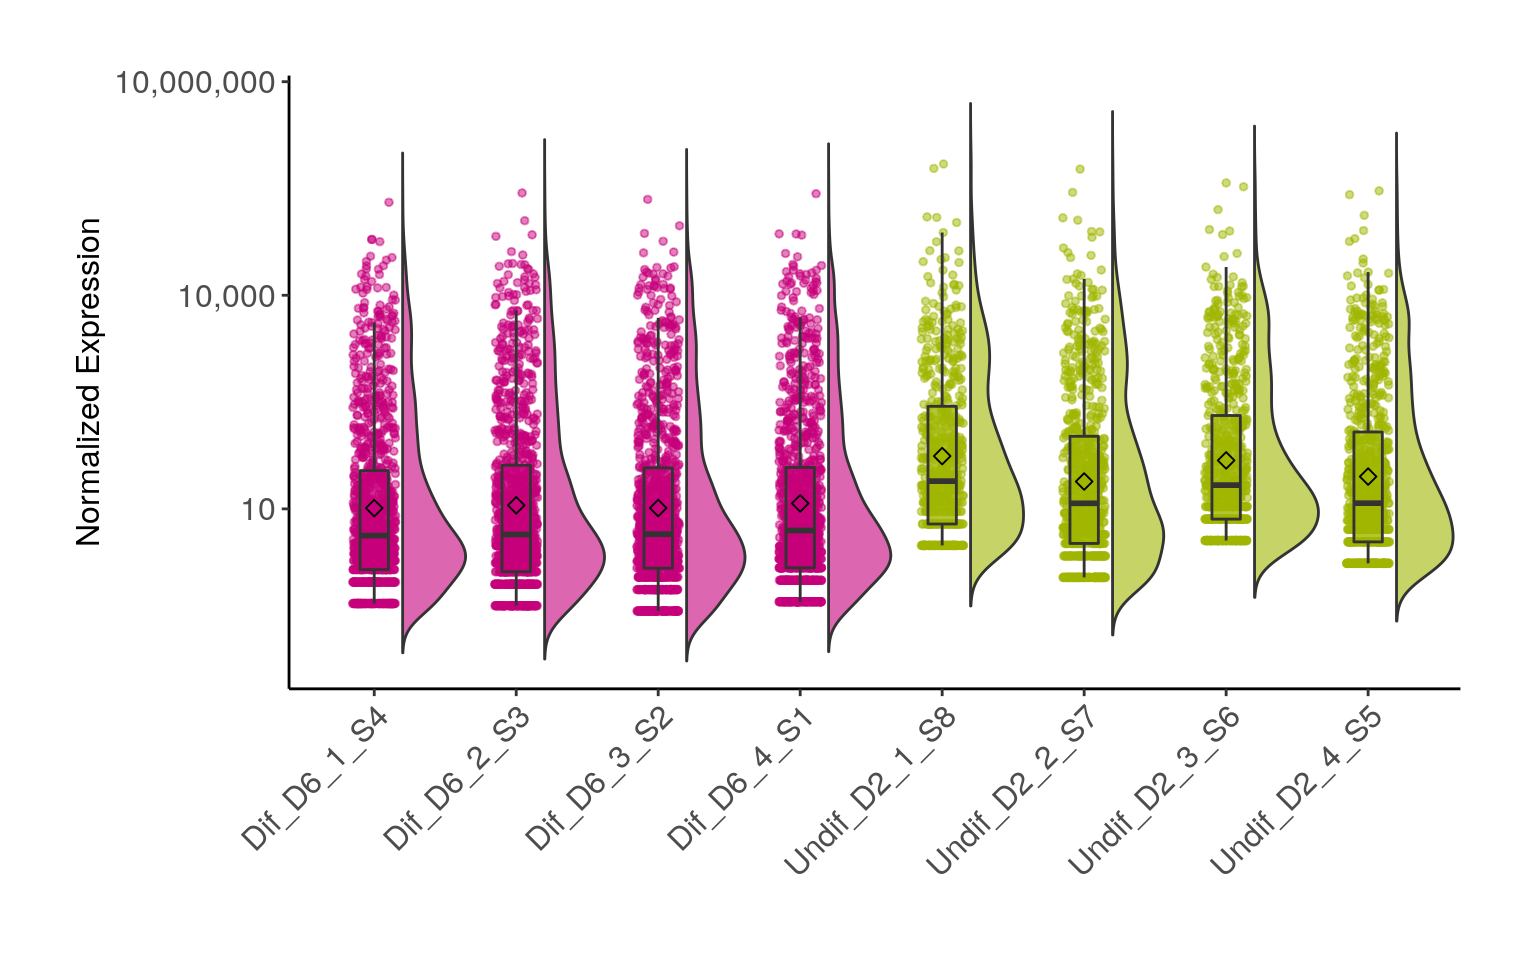 10,000,000
10,000
10
Normalized Expression
Dif_D6_1_S4
Dif_D6_2_S3
Dif_D6_3_S2
Dif_D6_4_S1
Undif_D2_1_S8
Undif_D2_2_S7
Undif_D2_3_S6
Undif_D2_4_S5